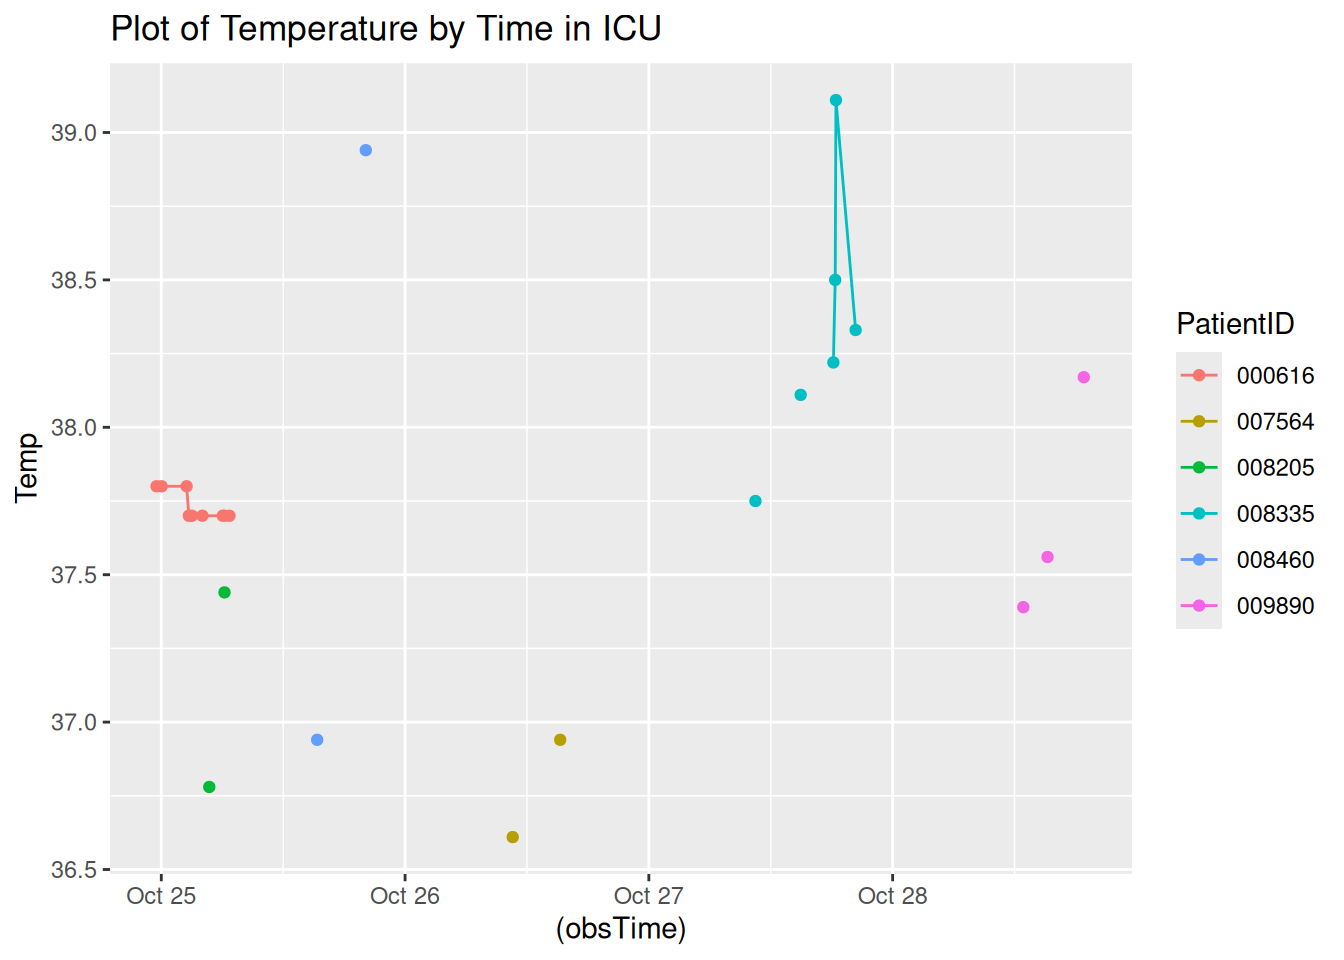 Plot of Temperature by Time in ICU
Temp
39.0
38.5
38.0
37.5
37.0
36.5
Oct 25
Oct 26
Oct 27
Oct 28
(obsTime)
PatientID
000616
007564
008205
008335
008460
009890